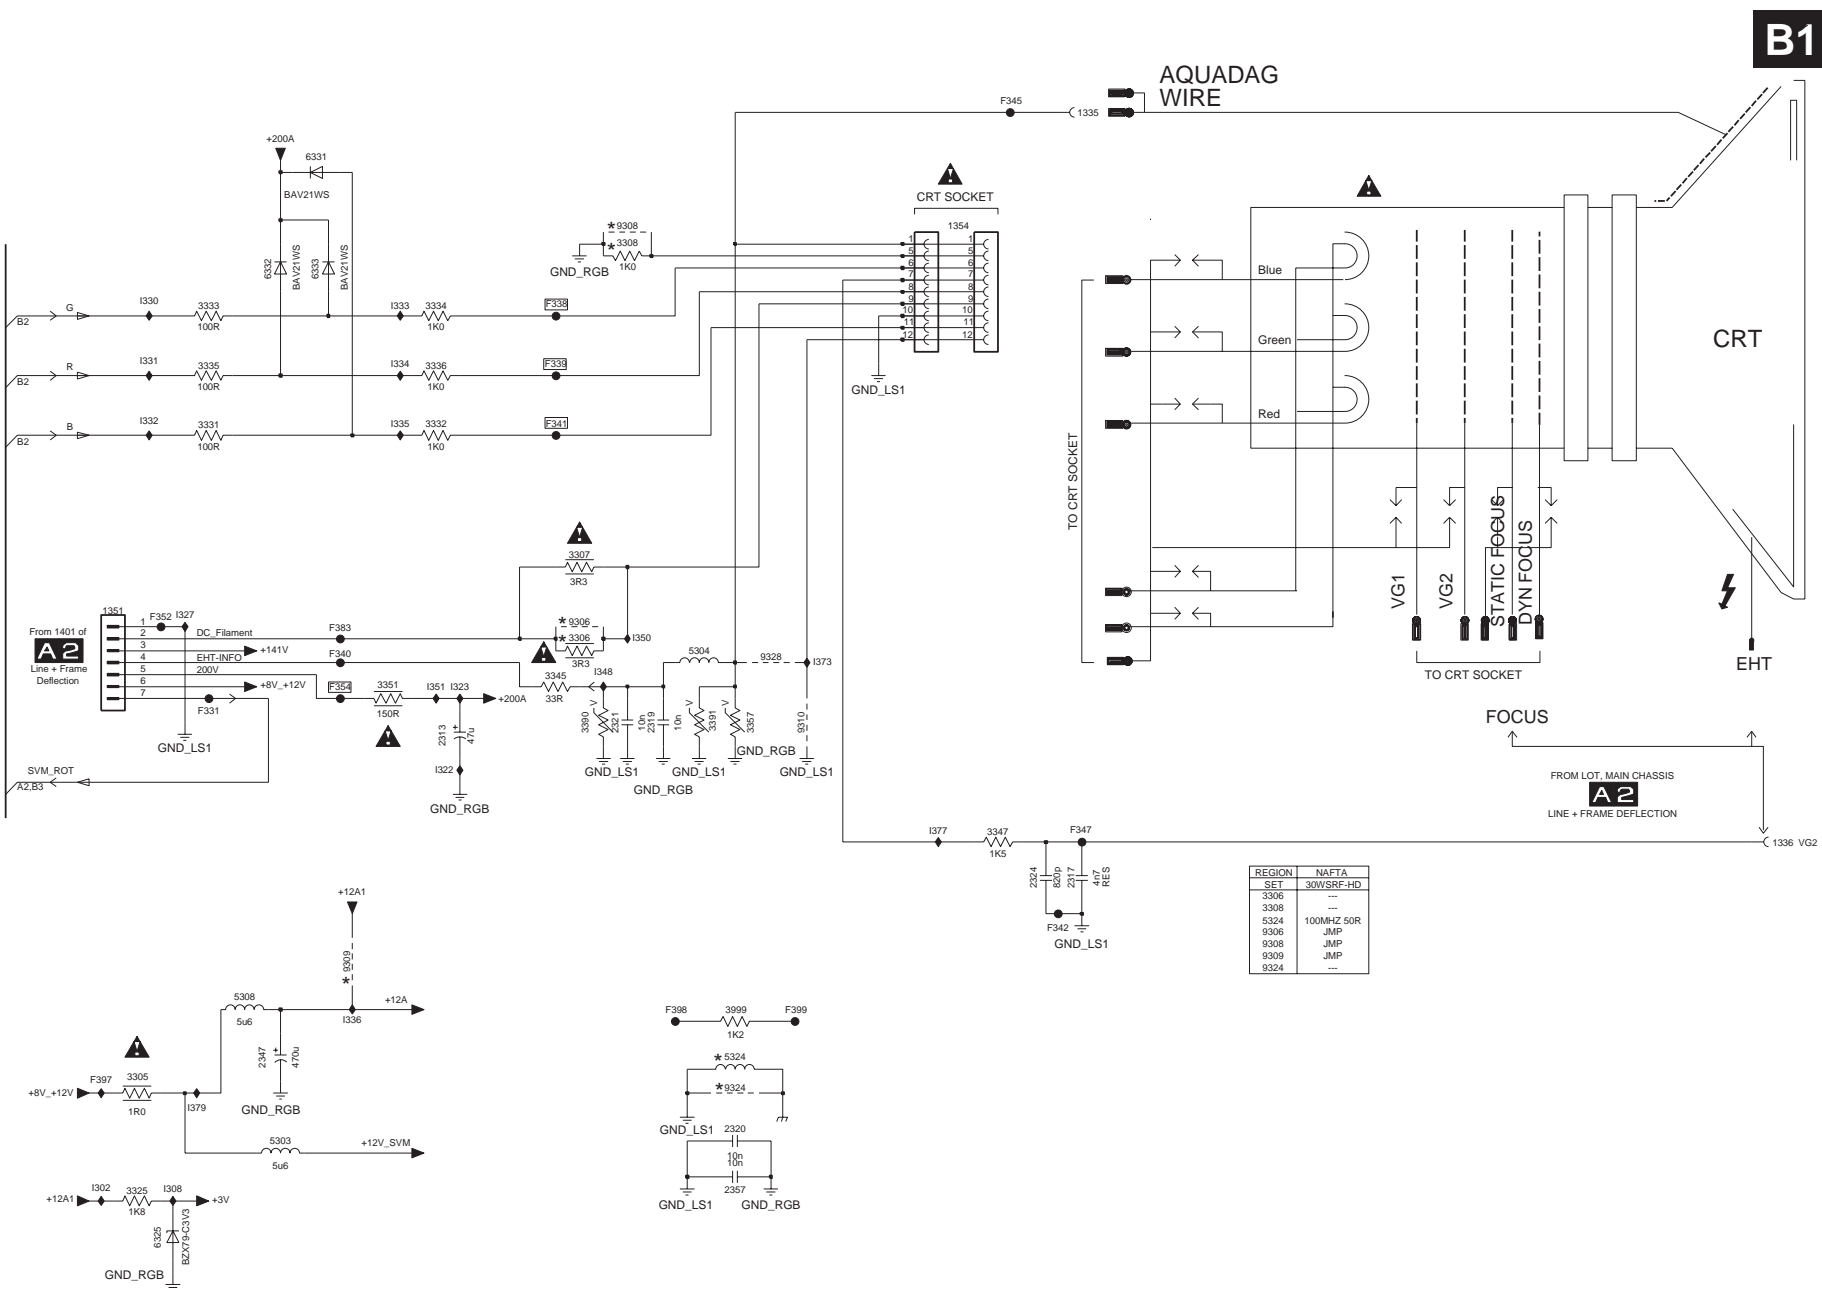 B1
AQUADAG
WIRE
F345
1335
+200A
6331
BAV21WS
6332
BAV21WS
6333
BAV21WS
CRT SOCKET
1354
1
5
6
7
8
9
10
11
12
1
5
6
7
8
9
10
11
12
*9308
*3308
1K0
GND_RGB
B2
G
I330
3333
100R
I333
3334
1K0
F338
B2
R
I331
3335
100R
I334
3336
1K0
F339
B2
B
I332
3331
100R
I335
3332
1K0
F341
GND_LS1
Blue
Green
Red
CRT
TO CRT SOCKET
VG1
VG2
STATIC FOCUS
DYN FOCUS
TO CRT SOCKET
EHT
FOCUS
FROM LOT, MAIN CHASSIS
A2
LINE + FRAME DEFLECTION
1336 VG2
3307
3R3
*9306
*3306
3R3
I350
1351
From 1401 of
A2
Line + Frame
Deflection
1
2
3
4
5
6
7
F352
I327
DC_Filament
F383
+141V
EHT-INFO
F340
200V
+8V_+12V
F354
3351
150R
I351
I323
+200A
F331
GND_LS1
2313
47u
I322
GND_RGB
SVM_ROT
A2,B3
3345
33R
I348
5304
9328
I373
V
3390
2321
10n
2319
10n
V
3391
V
3357
9310
GND_LS1
GND_RGB
GND_LS1
GND_RGB
GND_LS1
I377
3347
1K5
F347
2324
820p
2317
4n7
RES
F342
GND_LS1
REGION NAFTA
SET 30WSRF-HD
3306 ---
3308 ---
5324 100MHZ 50R
9306 JMP
9308 JMP
9309 JMP
9324 ---
+12A1
*9309
5308
5u6
I336
+12A
2347
470u
GND_RGB
+8V_+12V
F397
3305
1R0
I379
5303
5u6
+12V_SVM
+12A1
I302
3325
1K8
I308
+3V
6325
BZX79-C3V3
GND_RGB
F398
3999
1K2
F399
*5324
*9324
GND_LS1
2320
10n
10n
2357
GND_LS1
GND_RGB